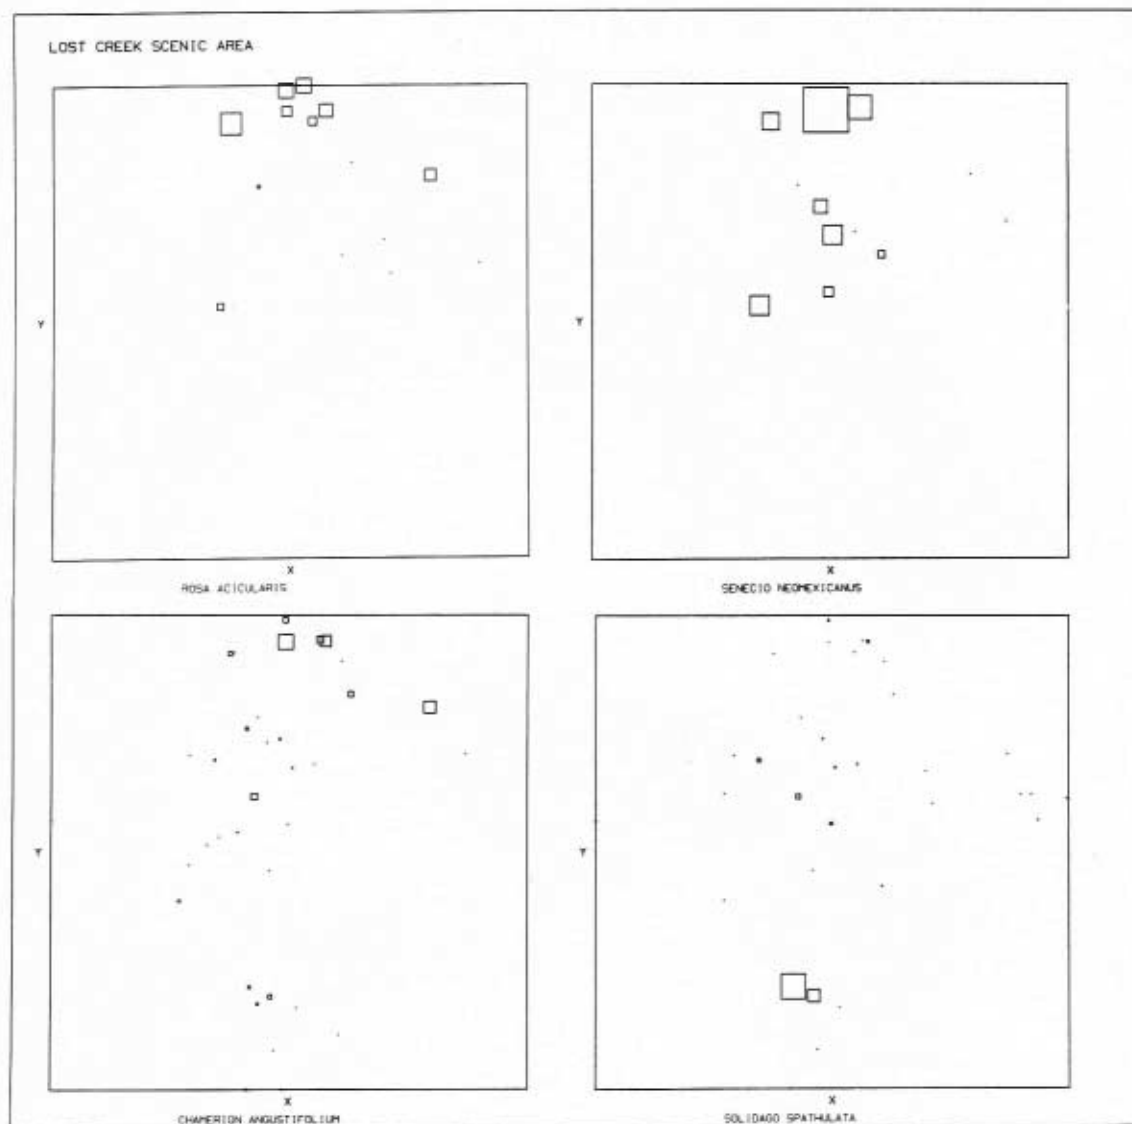 LOST CREEK SCENIC AREA
Y
Y
X
X
ROSA ACICULARIS
SENECIO NEOMEXICANUS
Y
Y
X
X
CHAMERION ANGUSTIFOLIUM
SOLIDAGO SPATHULATA